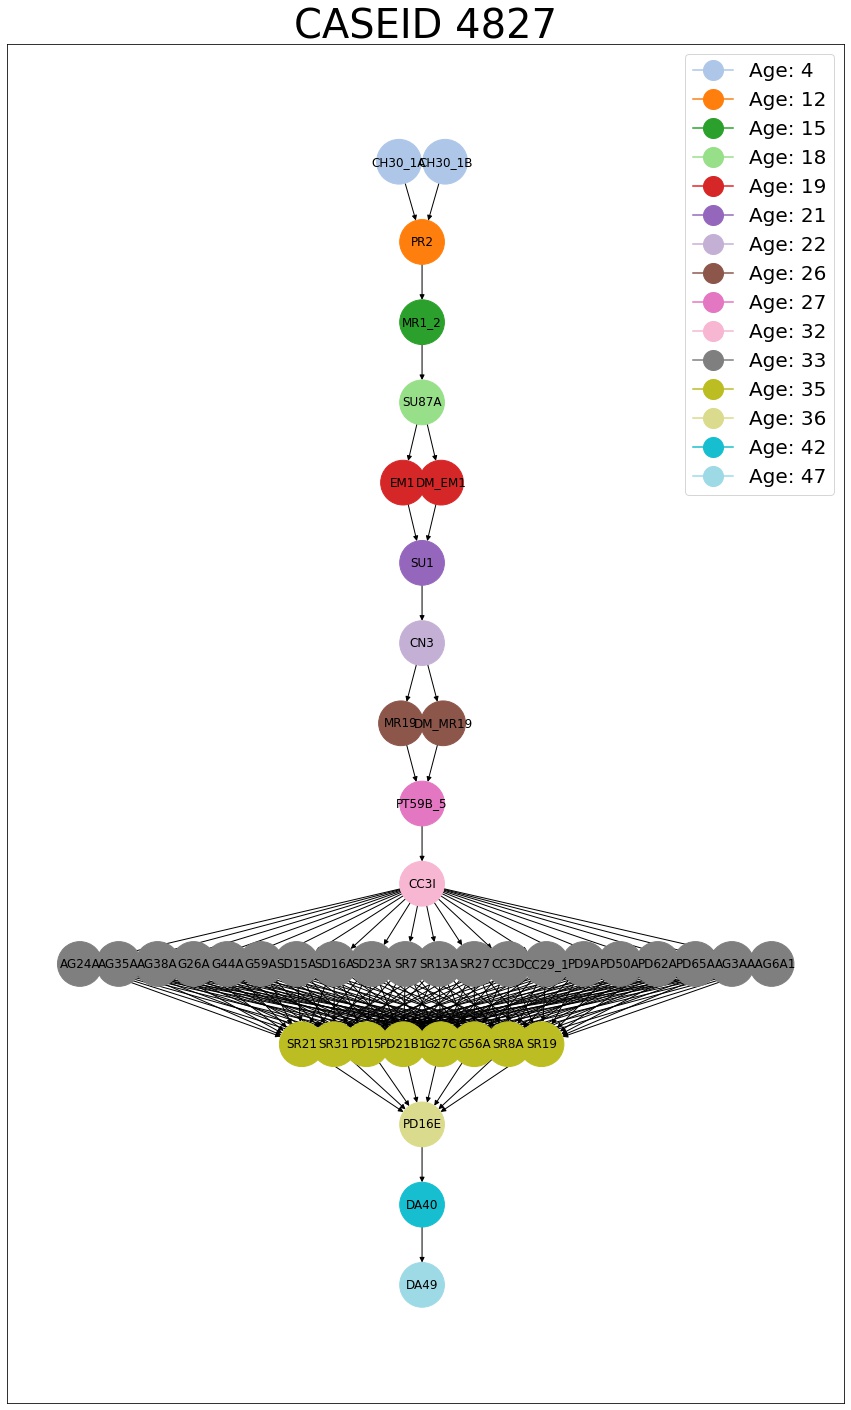 CASEID 4827
Age: 4
Age: 12
Age: 15
Age: 18
Age: 19
Age: 21
Age: 22
Age: 26
Age: 27
Age: 32
Age: 33
Age: 35
Age: 36
Age: 42
Age: 47
CH30_1A CH30_1B
PR2
MR1_2
SU87A
EM1 DM_EM1
SU1
CN3
MR19 DM_MR19
PT59B_5
CC3I
AG24A AG35A AG38A G26A G44A G59A SD15A SD16A SD23A SR7 SR13A SR27 CC3D CC29_1 PD9A PD50A PD62A PD65A AG3A AG6A1
SR21 SR31 PD15 PD21B1 G27C G56A SR8A SR19
PD16E
DA40
DA49